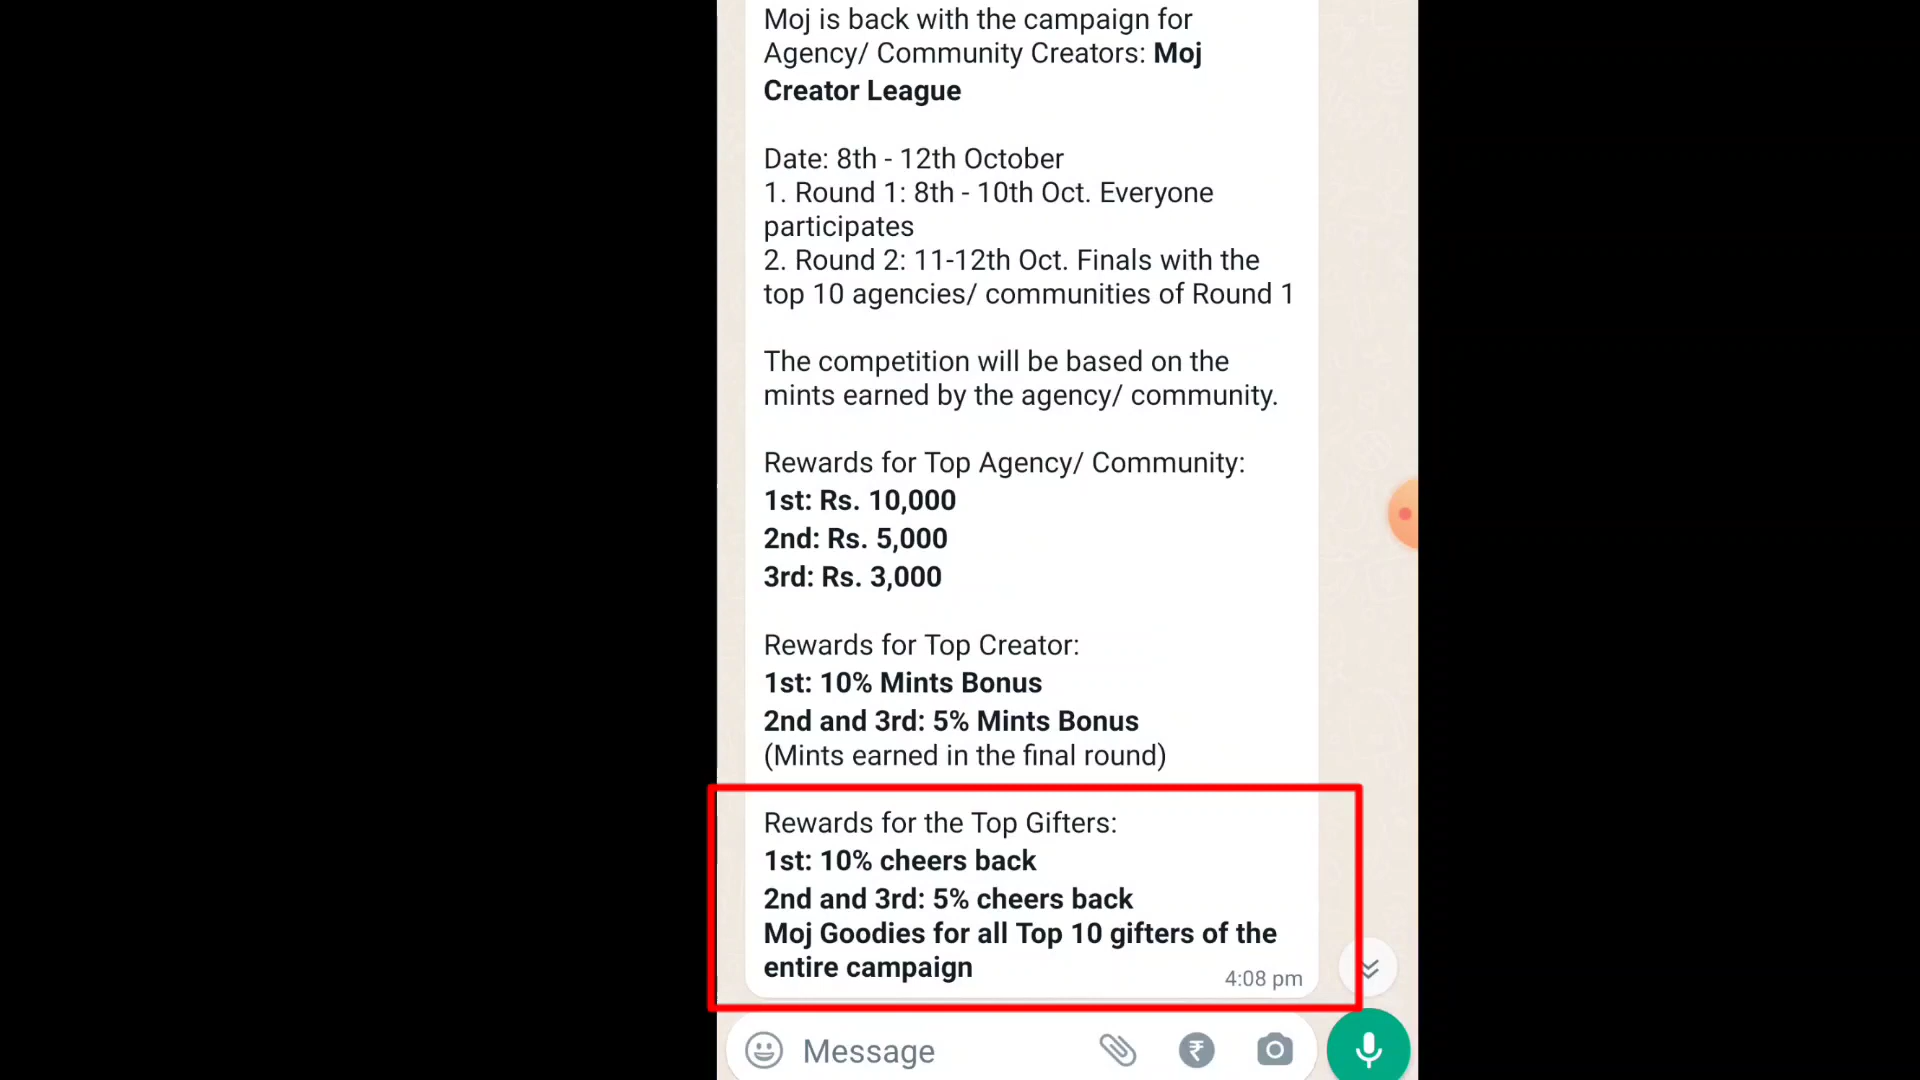 Moj is back with the campaign for
Agency/ Community Creators: Moj
Creator League
Date: 8th - 12th October
1. Round 1: 8th - 10th Oct. Everyone
participates
2. Round 2: 11-12th Oct. Finals with the
top 10 agencies/ communities of Round 1
The competition will be based on the
mints earned by the agency/ community.
Rewards for Top Agency/ Community:
1st: Rs. 10,000
2nd: Rs. 5,000
3rd: Rs. 3,000
Rewards for Top Creator:
1st: 10% Mints Bonus
2nd and 3rd: 5% Mints Bonus
(Mints earned in the final round)
Rewards for the Top Gifters:
1st: 10% cheers back
2nd and 3rd: 5% cheers back
Moj Goodies for all Top 10 gifters of the
entire campaign
4:08 pm
Message
₹